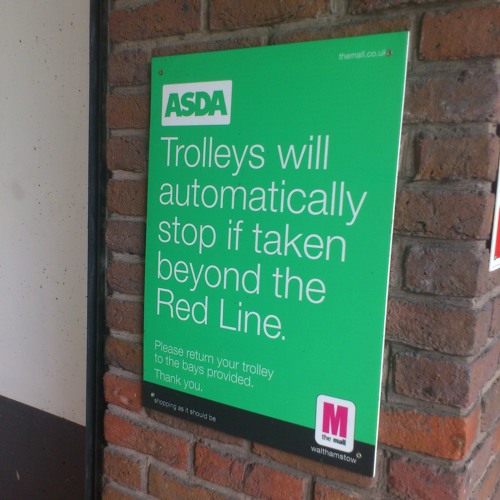 themall.co.uk
ASDA
Trolleys will
automatically
stop if taken
beyond the
Red Line.
Please return your trolley
to the bays provided.
Thank you.
shopping as it should be
M
the mall
walthamstow